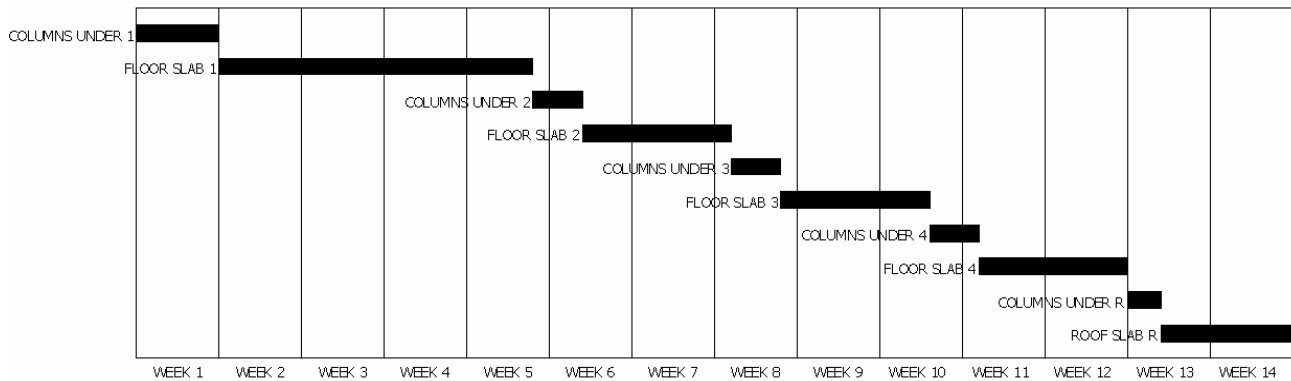 COLUMNS UNDER 1
FLOOR SLAB 1
COLUMNS UNDER 2
FLOOR SLAB 2
COLUMNS UNDER 3
FLOOR SLAB 3
COLUMNS UNDER 4
FLOOR SLAB 4
COLUMNS UNDER R
ROOF SLAB R
WEEK 1 WEEK 2 WEEK 3 WEEK 4 WEEK 5 WEEK 6 WEEK 7 WEEK 8 WEEK 9 WEEK 10 WEEK 11 WEEK 12 WEEK 13 WEEK 14